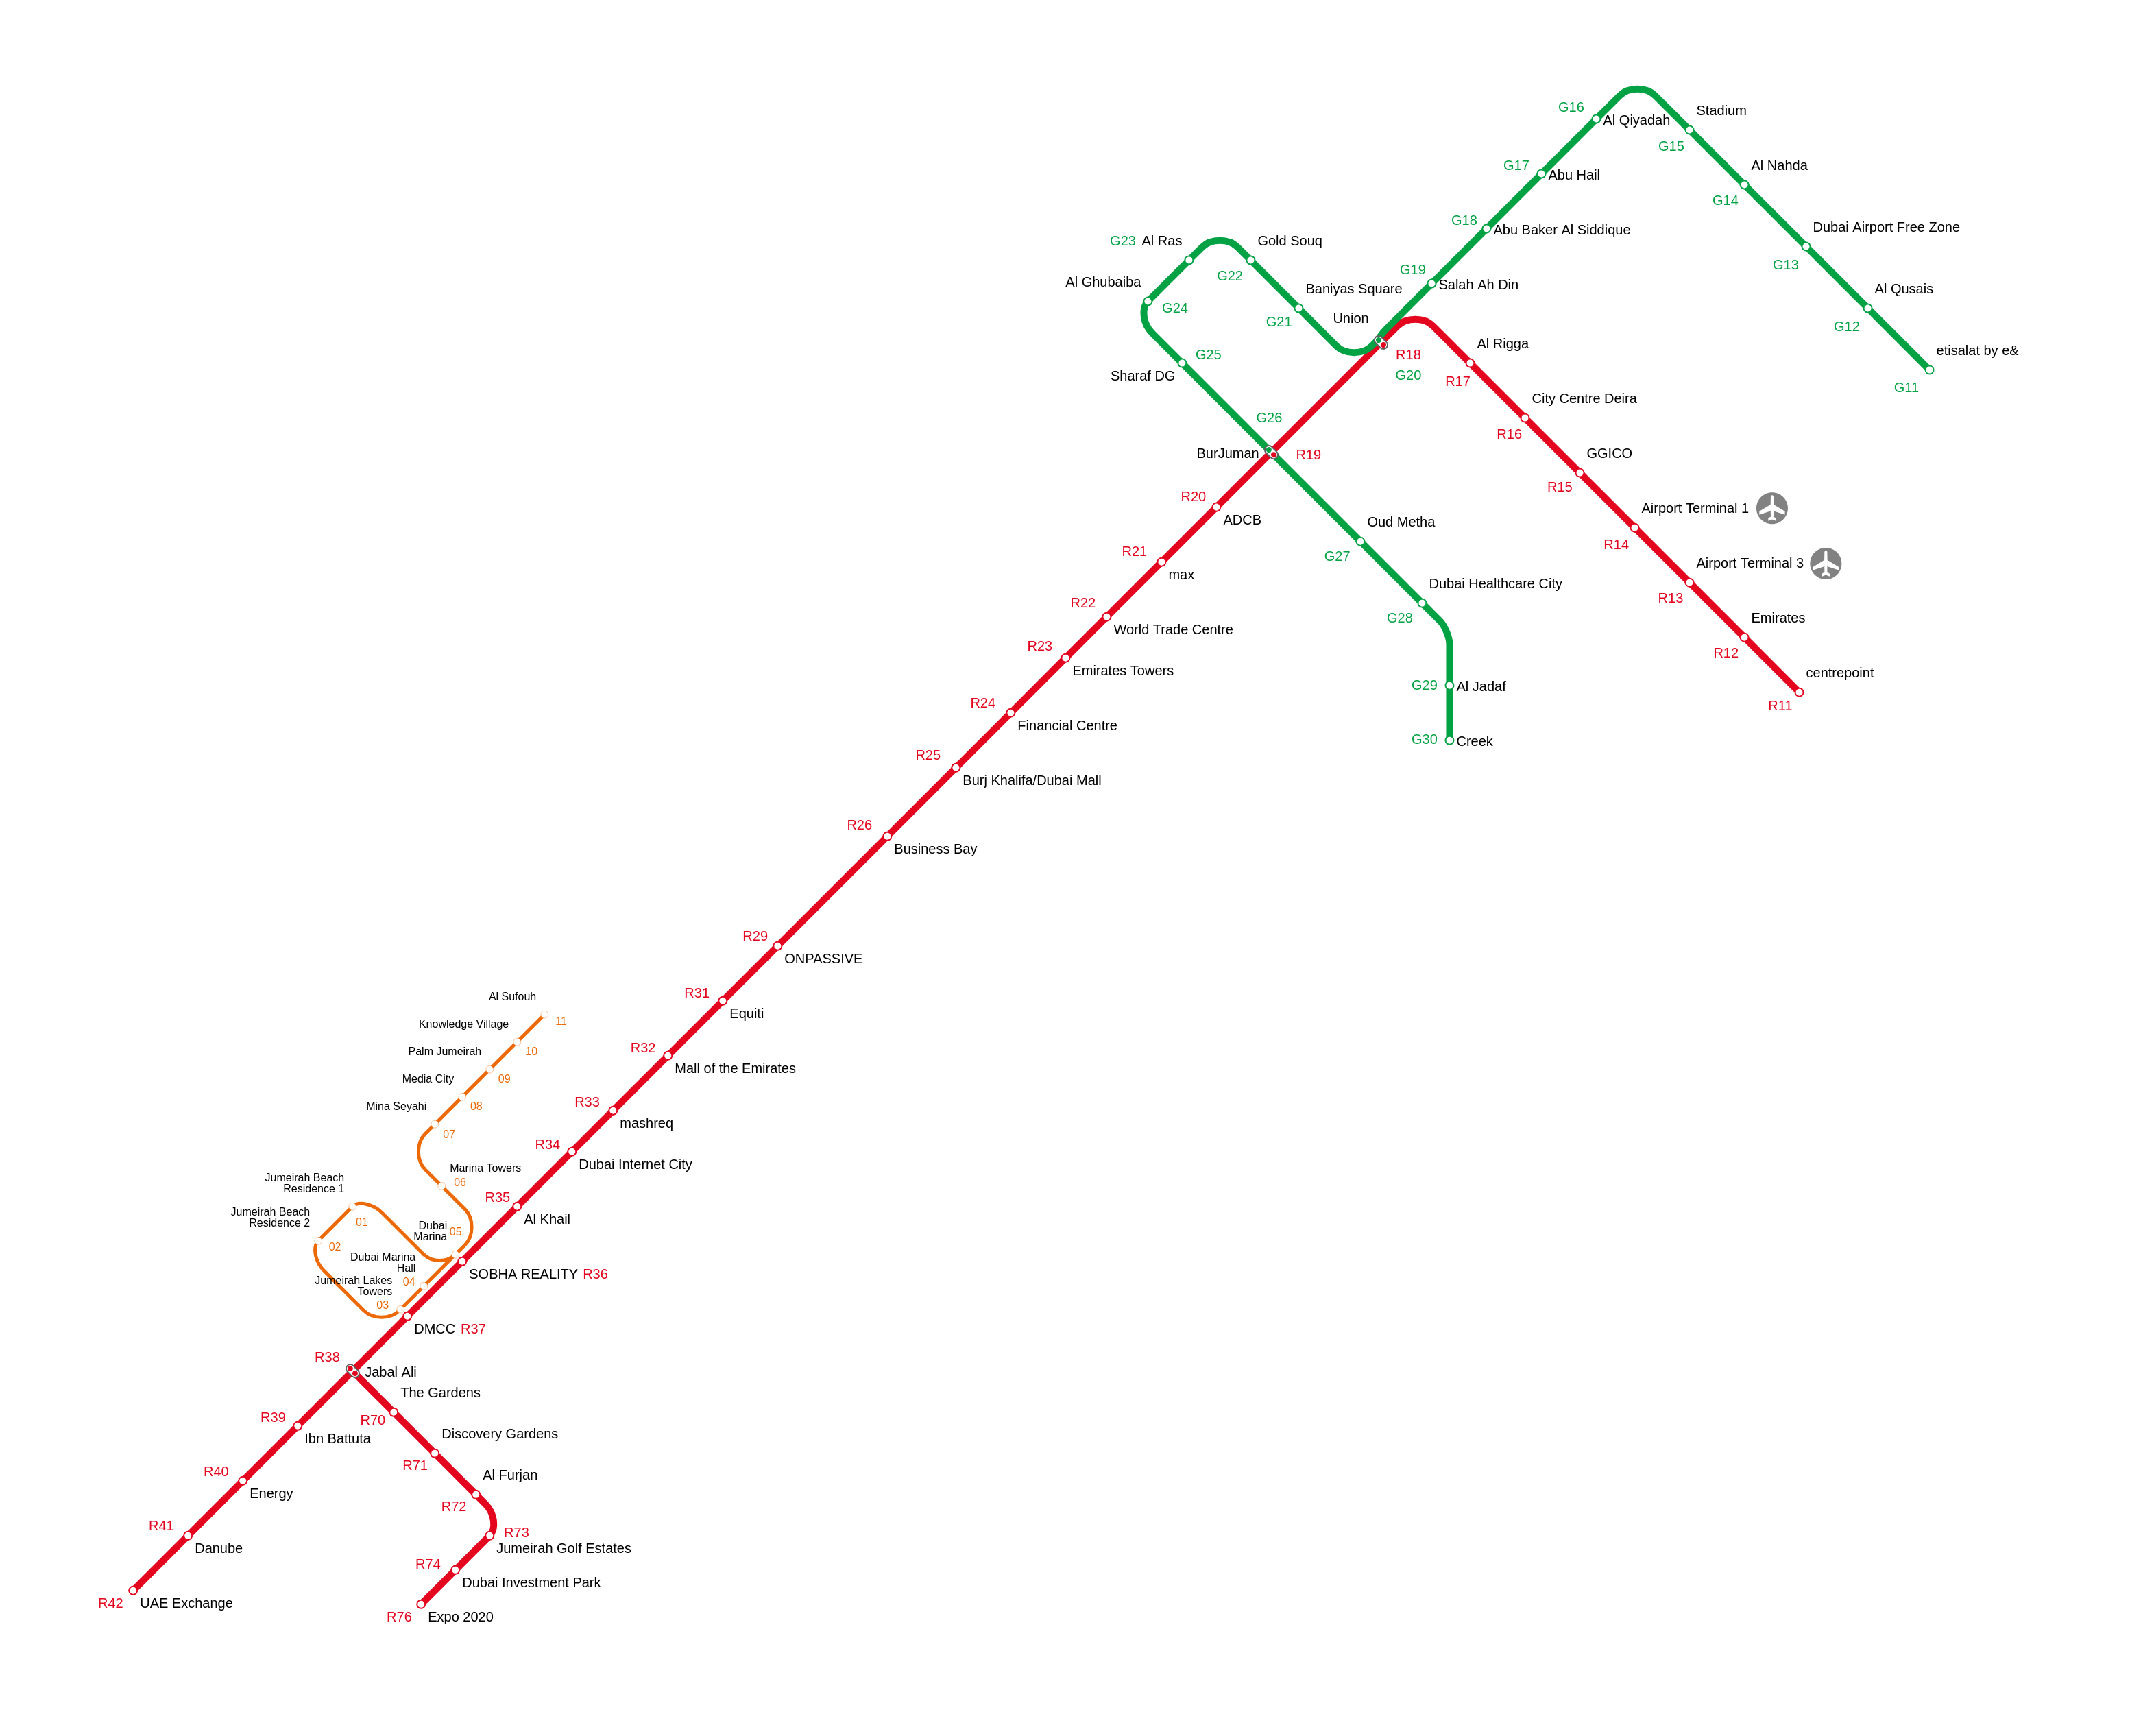 G16
Al Qiyadah
Stadium
G15
G17
Abu Hail
Al Nahda
G14
G18
Abu Baker Al Siddique
Dubai Airport Free Zone
G13
G23 Al Ras
Gold Souq
G22
G19
Salah Ah Din
Al Ghubaiba
G24
Baniyas Square
G21
Al Qusais
G12
Union
R18
G20
Al Rigga
R17
etisalat by e&
G11
G25
Sharaf DG
City Centre Deira
R16
G26
BurJuman
R19
GGICO
R15
R20
ADCB
Airport Terminal 1
R14
Oud Metha
G27
R21
max
Airport Terminal 3
R13
Dubai Healthcare City
G28
R22
World Trade Centre
Emirates
R12
R23
Emirates Towers
centrepoint
R11
G29
Al Jadaf
R24
Financial Centre
G30
Creek
R25
Burj Khalifa/Dubai Mall
R26
Business Bay
R29
ONPASSIVE
R31
Equiti
Al Sufouh
11
Knowledge Village
10
R32
Mall of the Emirates
Palm Jumeirah
09
Media City
08
R33
mashreq
Mina Seyahi
07
R34
Dubai Internet City
Marina Towers
06
Jumeirah Beach
Residence 1
01
R35
Al Khail
Jumeirah Beach
Residence 2
02
Dubai
Marina
05
Dubai Marina
Hall
04
SOBHA REALITY R36
Jumeirah Lakes
Towers
03
DMCC R37
R38
Jabal Ali
The Gardens
R70
R39
Ibn Battuta
Discovery Gardens
R71
R40
Energy
Al Furjan
R72
R41
Danube
R73
Jumeirah Golf Estates
R74
Dubai Investment Park
R42
UAE Exchange
R76
Expo 2020